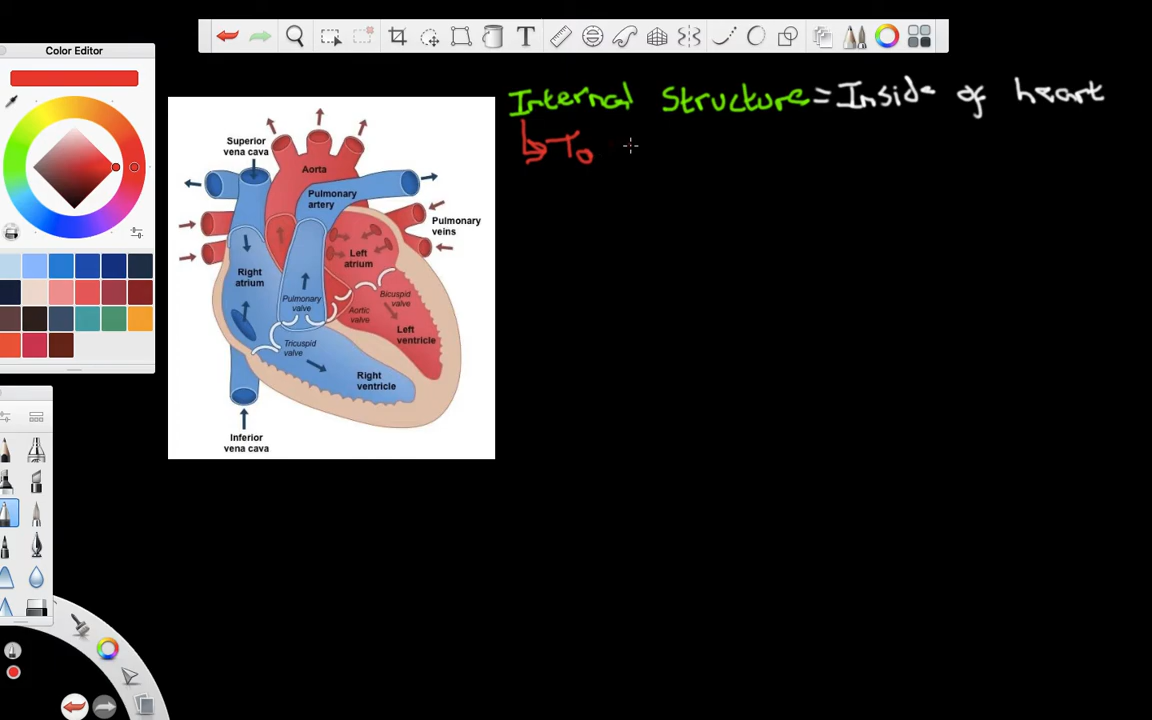 Color Editor
Internal Structure = Inside of heart
To
Superior
vena cava
Aorta
Pulmonary
artery
Pulmonary
veins
Left
atrium
Right
atrium
Pulmonary
valve
Bicuspid
valve
Aortic
valve
Left
ventricle
Tricuspid
valve
Right
ventricle
Inferior
vena cava